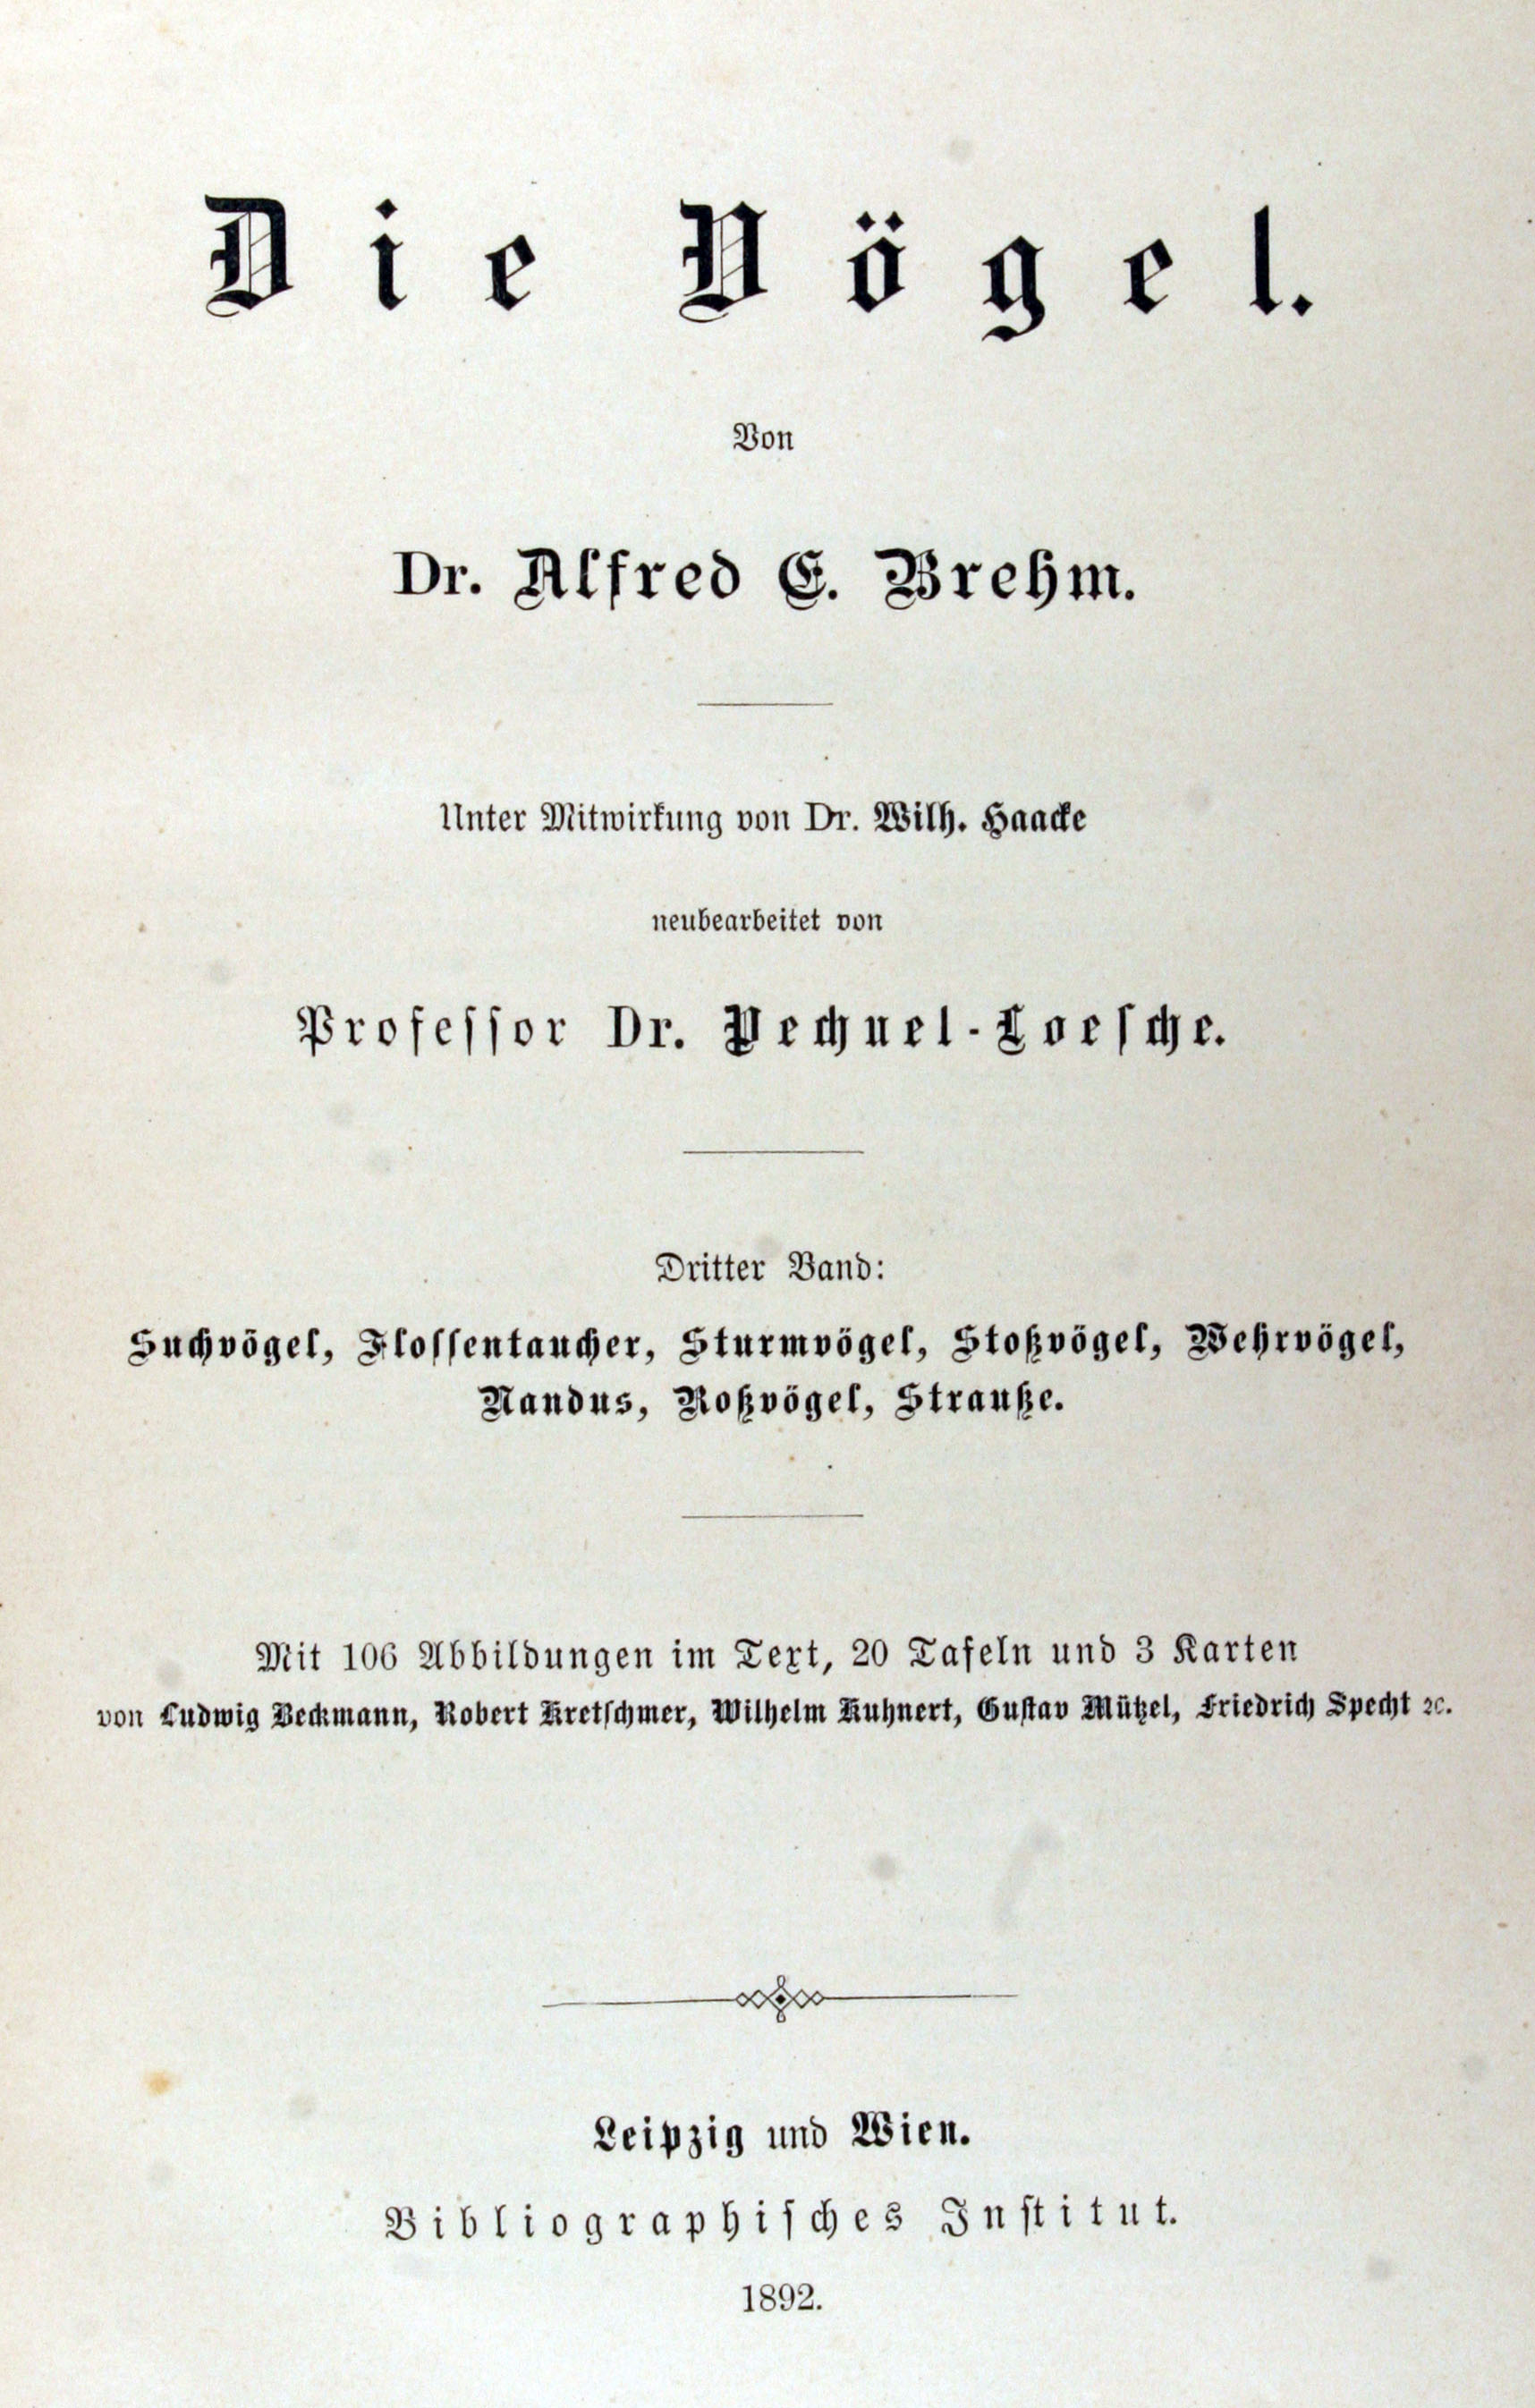 Die Vögel.
Von
Dr. Alfred E. Brehm.
Unter Mitwirkung von Dr. Wilh. Haacke
neubearbeitet von
Professor Dr. Pechuel-Loesche.
Dritter Band:
Suchvögel, Flossentaucher, Sturmvögel, Stoßvögel, Wehrvögel,
Nandus, Roßvögel, Strauße.
Mit 106 Abbildungen im Text, 20 Tafeln und 3 Karten
von Ludwig Beckmann, Robert Kretschmer, Wilhelm Kuhnert, Gustav Mützel, Friedrich Specht ꝛc.
Leipzig und Wien.
Bibliographisches Institut.
1892.